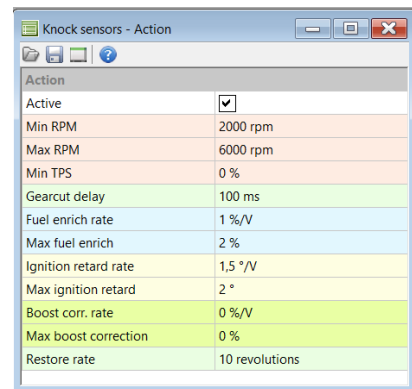 Knock sensors - Action
Action
Active
Min RPM 2000 rpm
Max RPM 6000 rpm
Min TPS 0 %
Gearcut delay 100 ms
Fuel enrich rate 1 %/V
Max fuel enrich 2 %
Ignition retard rate 1,5 °/V
Max ignition retard 2 °
Boost corr. rate 0 %/V
Max boost correction 0 %
Restore rate 10 revolutions